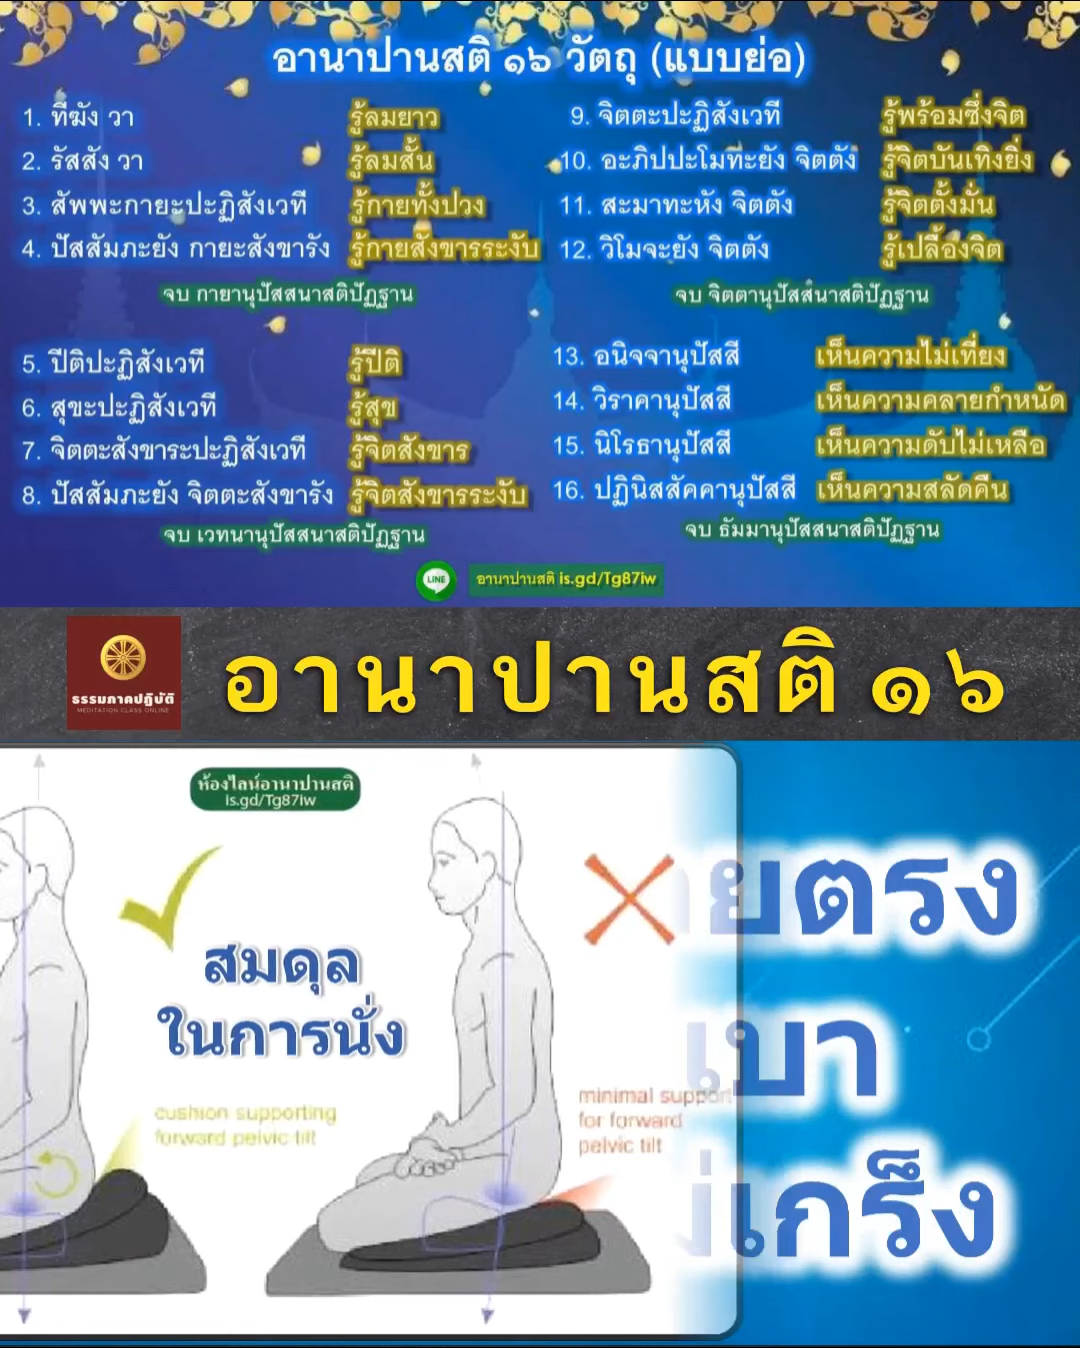 อานาปานสติ ๑๖ วัตถุ (แบบย่อ)
1. ทีฆัง วา รู้ลมยาว
2. รัสสัง วา รู้ลมสั้น
3. สัพพะกายะปะฏิสังเวที รู้กายทั้งปวง
4. ปัสสัมภะยัง กายะสังขารัง รู้กายสังขารระงับ
จบ กายานุปัสสนาสติปัฏฐาน
5. ปีติปะฏิสังเวที รู้ปีติ
6. สุขะปะฏิสังเวที รู้สุข
7. จิตตะสังขาระปะฏิสังเวที รู้จิตสังขาร
8. ปัสสัมภะยัง จิตตะสังขารัง รู้จิตสังขารระงับ
จบ เวทนานุปัสสนาสติปัฏฐาน
9. จิตตะปะฏิสังเวที รู้พร้อมซึ่งจิต
10. อะภิปปะโมทะยัง จิตตัง รู้จิตบันเทิงยิ่ง
11. สะมาทะหัง จิตตัง รู้จิตตั้งมั่น
12. วิโมจะยัง จิตตัง รู้เปลื้องจิต
จบ จิตตานุปัสสนาสติปัฏฐาน
13. อนิจจานุปัสสี เห็นความไม่เที่ยง
14. วิราคานุปัสสี เห็นความคลายกำหนัด
15. นิโรธานุปัสสี เห็นความดับไม่เหลือ
16. ปฏินิสสัคคานุปัสสี เห็นความสลัดคืน
จบ ธัมมานุปัสสนาสติปัฏฐาน
LINE
อานาปานสติ is.gd/Tg87iw
ธรรมภาคปฏิบัติ
MEDITATION CLASS ONLINE
อานาปานสติ ๑๖
ห้องไลน์อานาปานสติ
is.gd/Tg87iw
สมดุล
ในการนั่ง
cushion supporting
forward pelvic tilt
minimal support
for forward
pelvic tilt
ายตรง
เบา
ม่เกร็ง